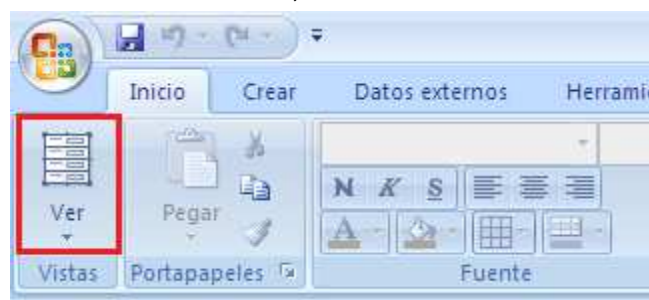 Inicio Crear Datos externos Herrami
Ver Pegar N K S
A
Vistas Portapapeles Fuente